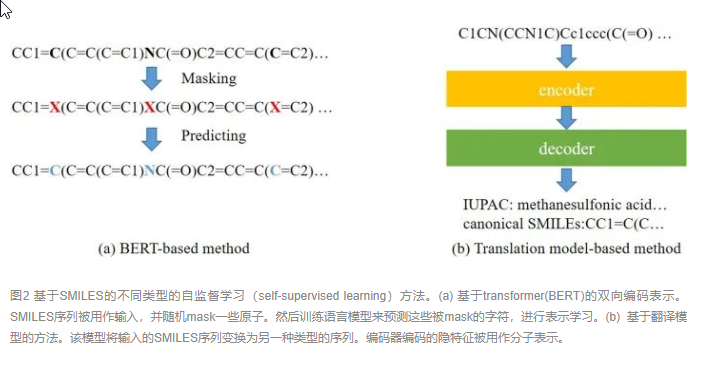 CC1=C(C=C(C=C1)NC(=O)C2=CC=C(C=C2)…
Masking
CC1=X(C=C(C=C1)XC(=O)C2=CC=C(X=C2) …
Predicting
CC1=C(C=C(C=C1)NC(=O)C2=CC=C(C=C2)…
(a) BERT-based method
C1CN(CCN1C)Cc1ccc(C(=O) …
encoder
decoder
IUPAC: methanesulfonic acid…
canonical SMILEs:CC1=C(C…
(b) Translation model-based method
图2 基于SMILES的不同类型的自监督学习（self-supervised learning）方法。(a) 基于transformer(BERT)的双向编码表示。
SMILES序列被用作输入，并随机mask一些原子。然后训练语言模型来预测这些被mask的字符，进行表示学习。(b) 基于翻译模
型的方法。该模型将输入的SMILES序列变换为另一种类型的序列。编码器编码的隐特征被用作分子表示。